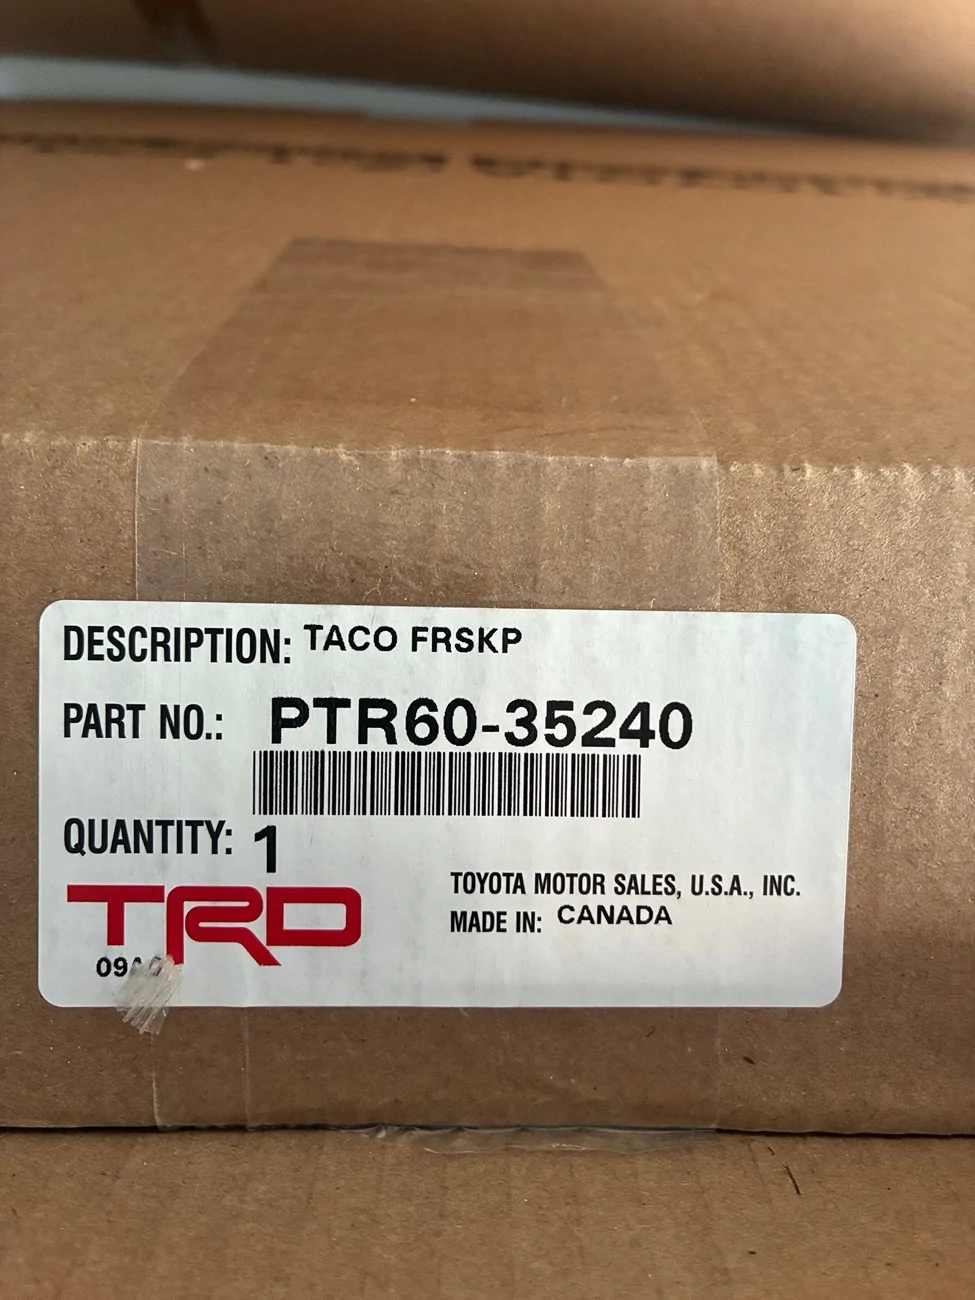 DESCRIPTION: TACO FRSKP
PART NO.: PTR60-35240
QUANTITY: 1
TRD
TOYOTA MOTOR SALES, U.S.A., INC.
MADE IN: CANADA